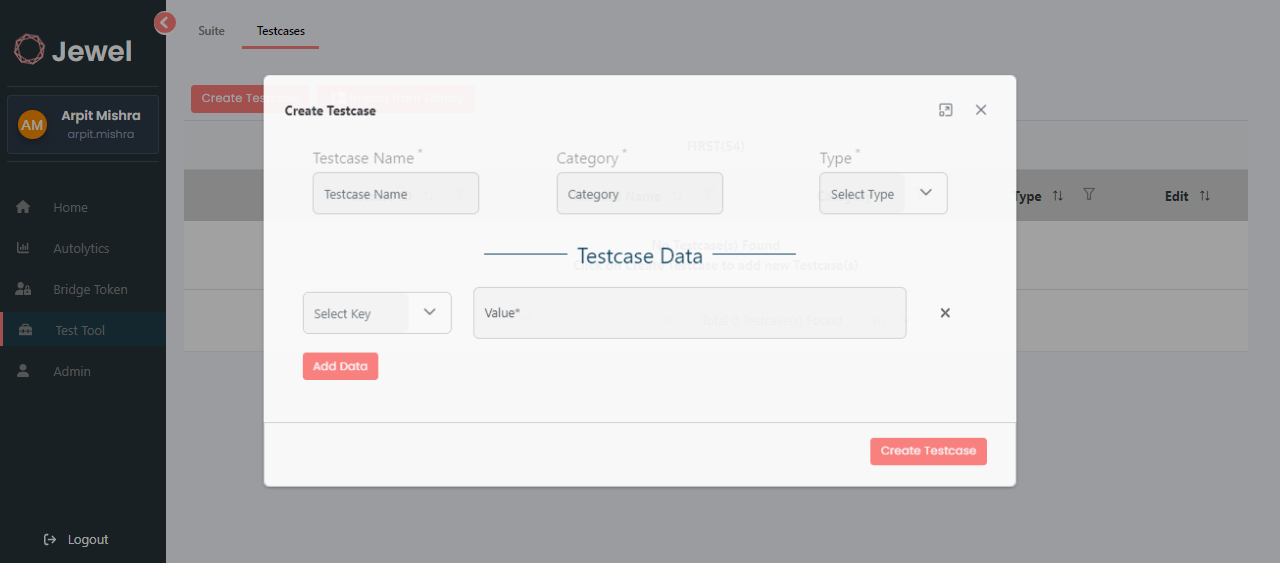 Jewel
AM
Arpit Mishra
arpit.mishra
Home
Autolytics
Bridge Token
Test Tool
Admin
Logout
Suite
Testcases
Create Tes
FIRST(54)
Name
Type
Edit
No Testcase(s) Found
Click on Create Testcase to add new Testcase(s)
Create Testcase
Testcase Name *
Category *
Type *
Testcase Name
Category
Select Type
Testcase Data
Select Key
Value*
Add Data
Create Testcase